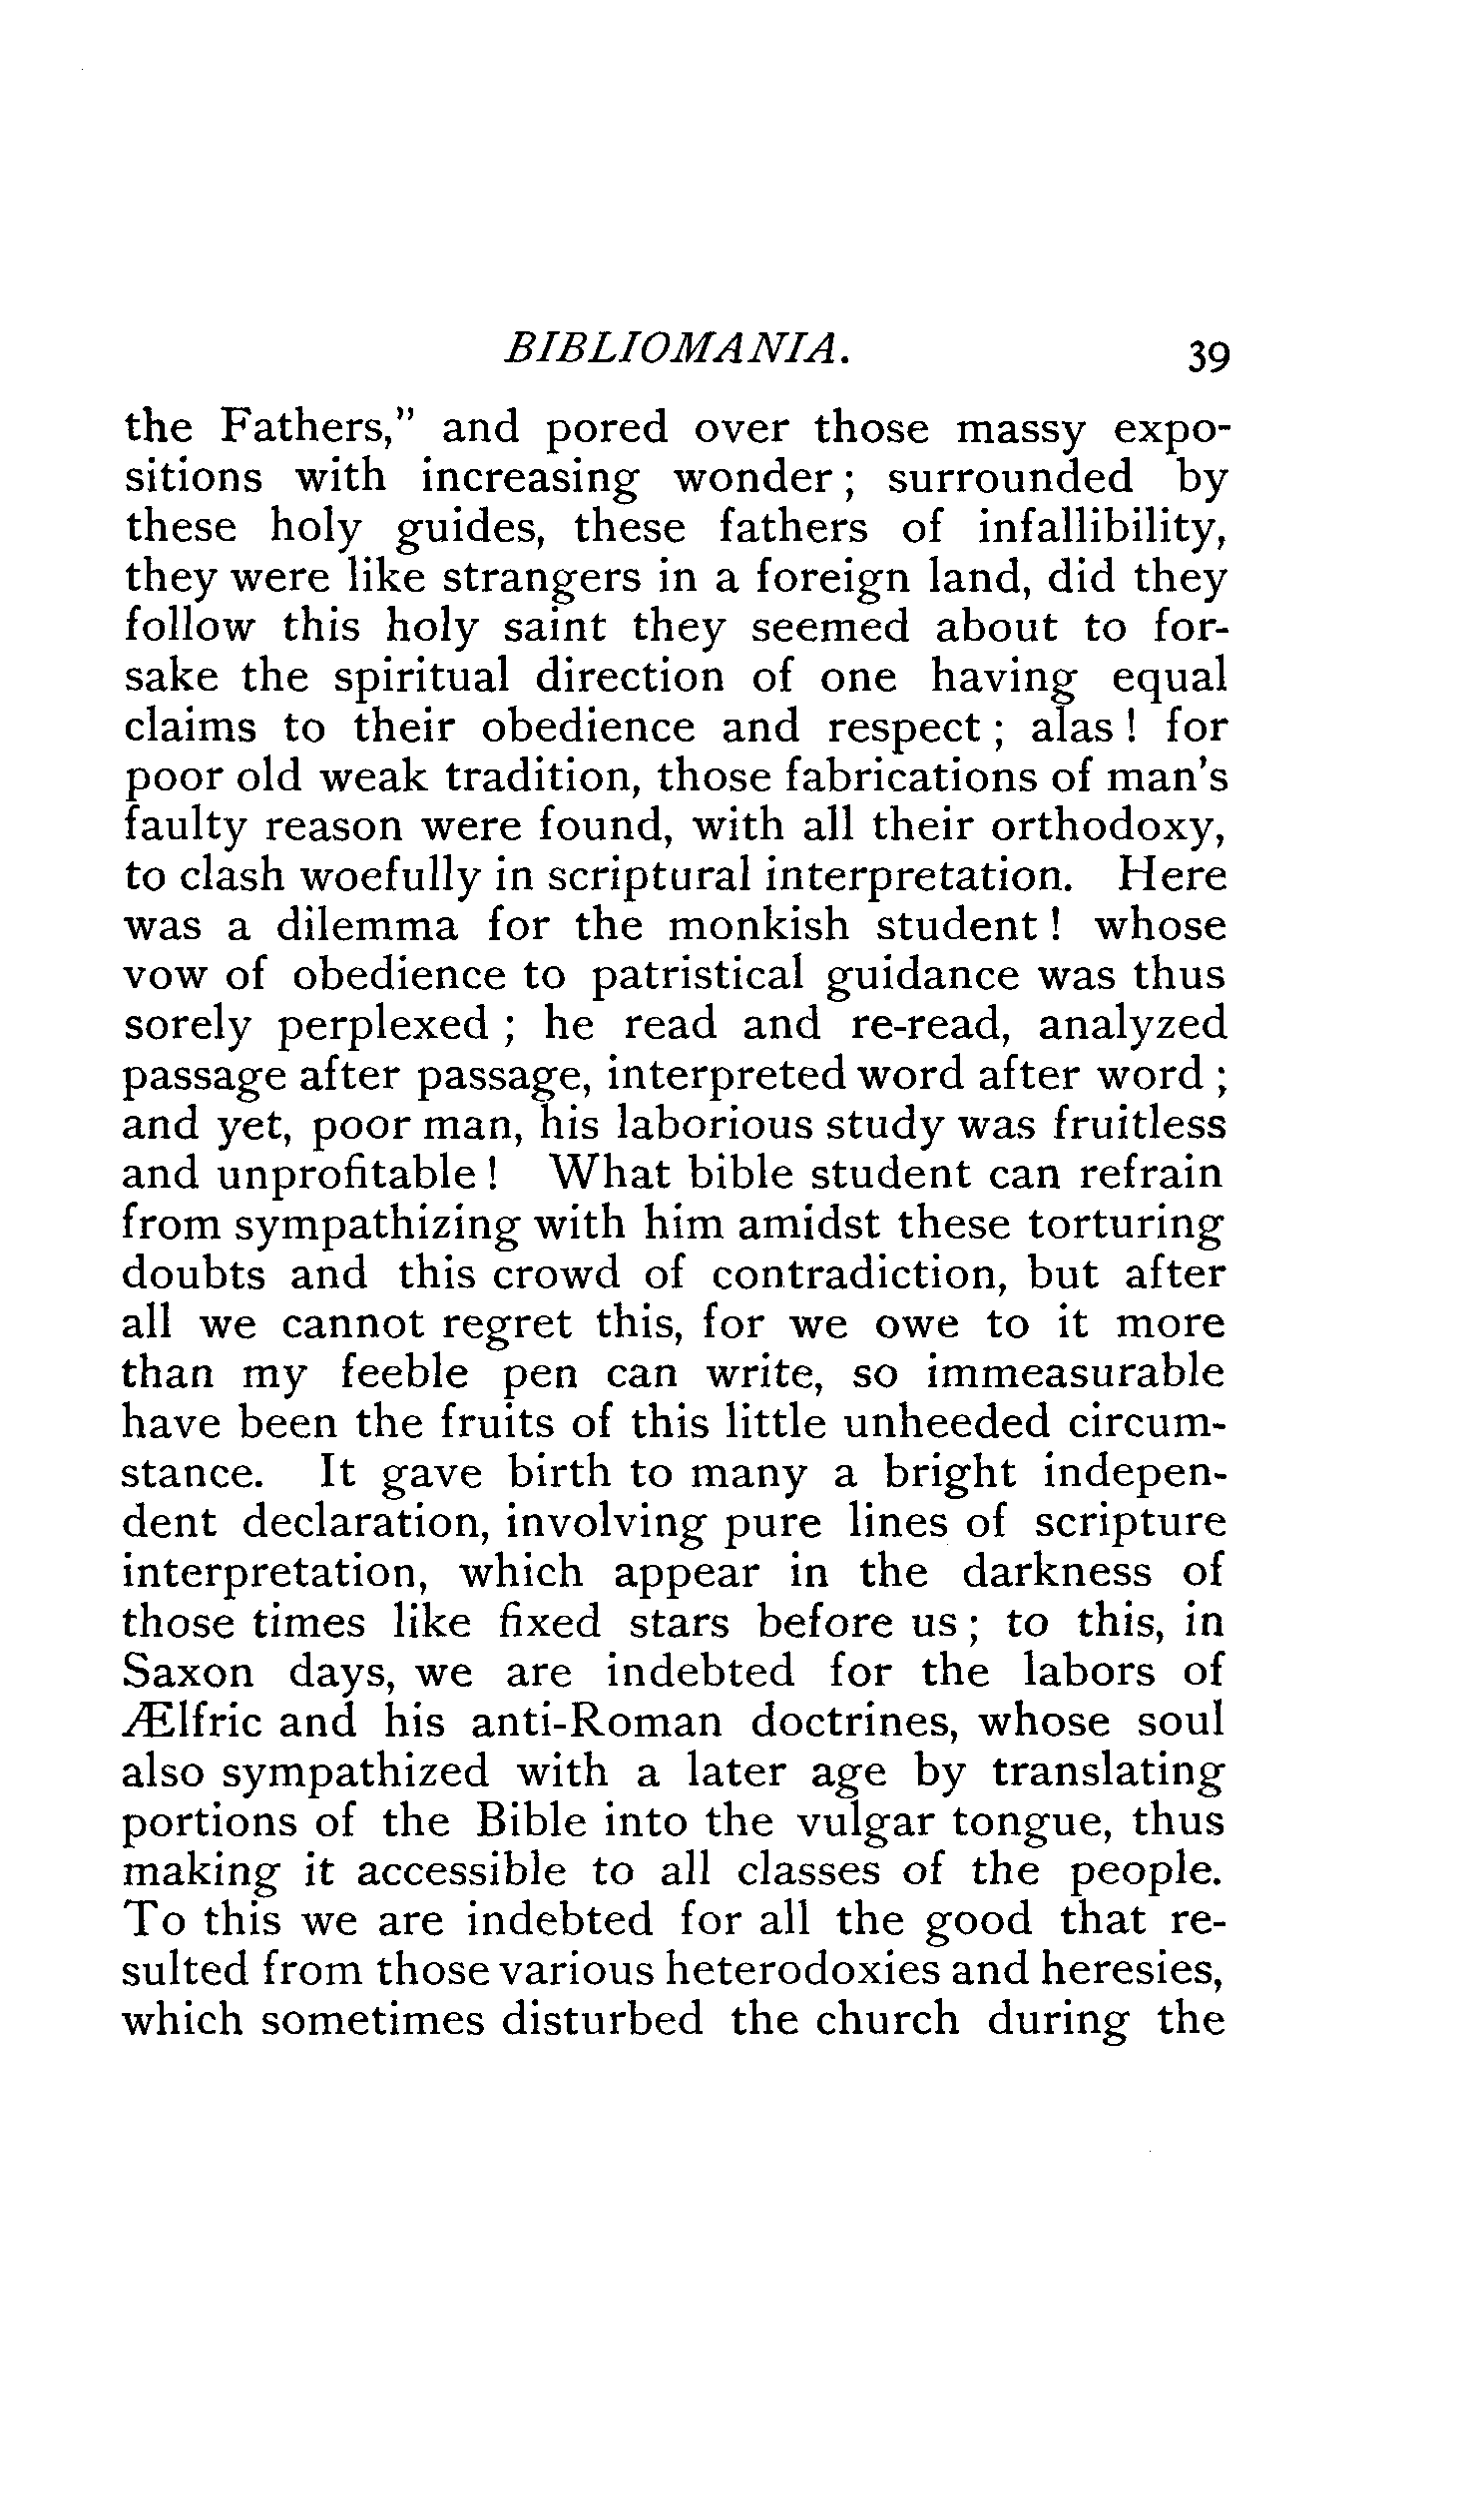 BIBLIOMANIA. 39
the Fathers," and pored over those massy expo-
sitions with increasing wonder; surrounded by
these holy guides, these fathers of infallibility,
they were like strangers in a foreign land, did they
follow this holy saint they seemed about to for-
sake the spiritual direction of one having equal
claims to their obedience and respect; alas! for
poor old weak tradition, those fabrications of man's
faulty reason were found, with all their orthodoxy,
to clash woefully in scriptural interpretation. Here
was a dilemma for the monkish student! whose
vow of obedience to patristical guidance was thus
sorely perplexed; he read and re-read, analyzed
passage after passage, interpreted word after word;
and yet, poor man, his laborious study was fruitless
and unprofitable! What bible student can refrain
from sympathizing with him amidst these torturing
doubts and this crowd of contradiction, but after
all we cannot regret this, for we owe to it more
than my feeble pen can write, so immeasurable
have been the fruits of this little unheeded circum-
stance. It gave birth to many a bright indepen-
dent declaration, involving pure lines of scripture
interpretation, which appear in the darkness of
those times like fixed stars before us; to this, in
Saxon days, we are indebted for the labors of
Ælfric and his anti-Roman doctrines, whose soul
also sympathized with a later age by translating
portions of the Bible into the vulgar tongue, thus
making it accessible to all classes of the people.
To this we are indebted for all the good that re-
sulted from those various heterodoxies and heresies,
which sometimes disturbed the church during the